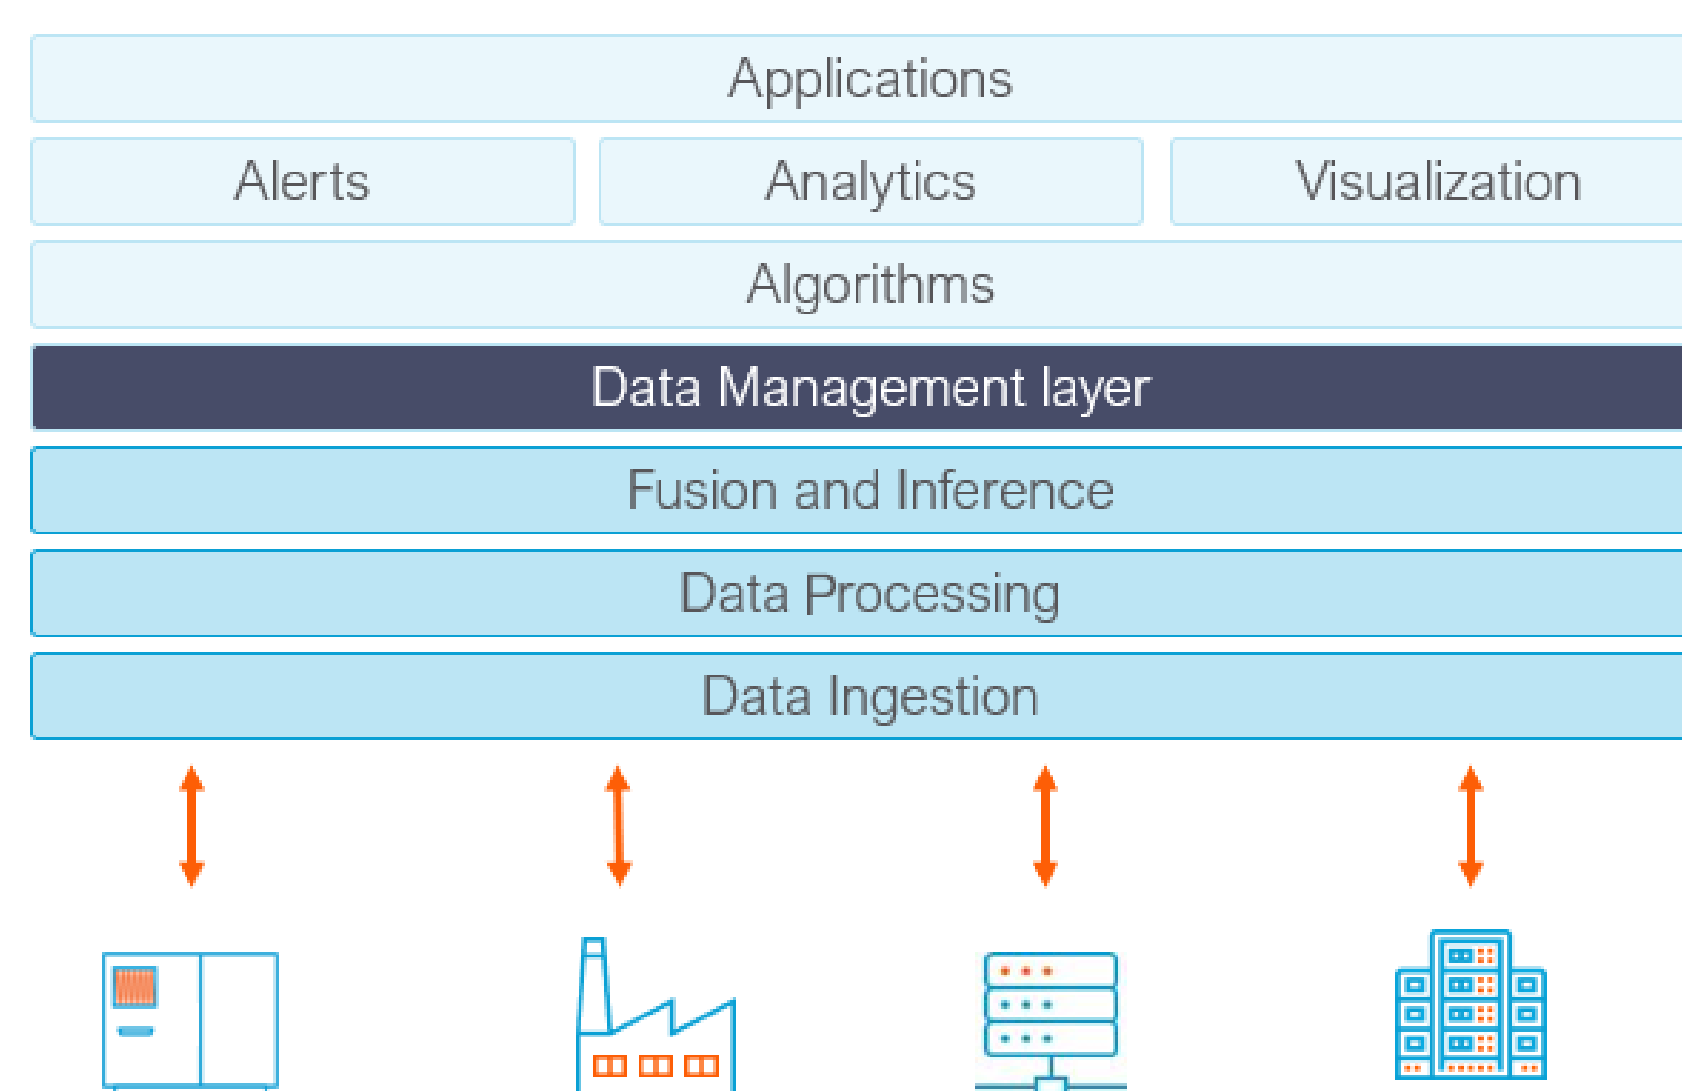 Applications
Alerts
Analytics
Visualization
Algorithms
Data Management layer
Fusion and Inference
Data Processing
Data Ingestion